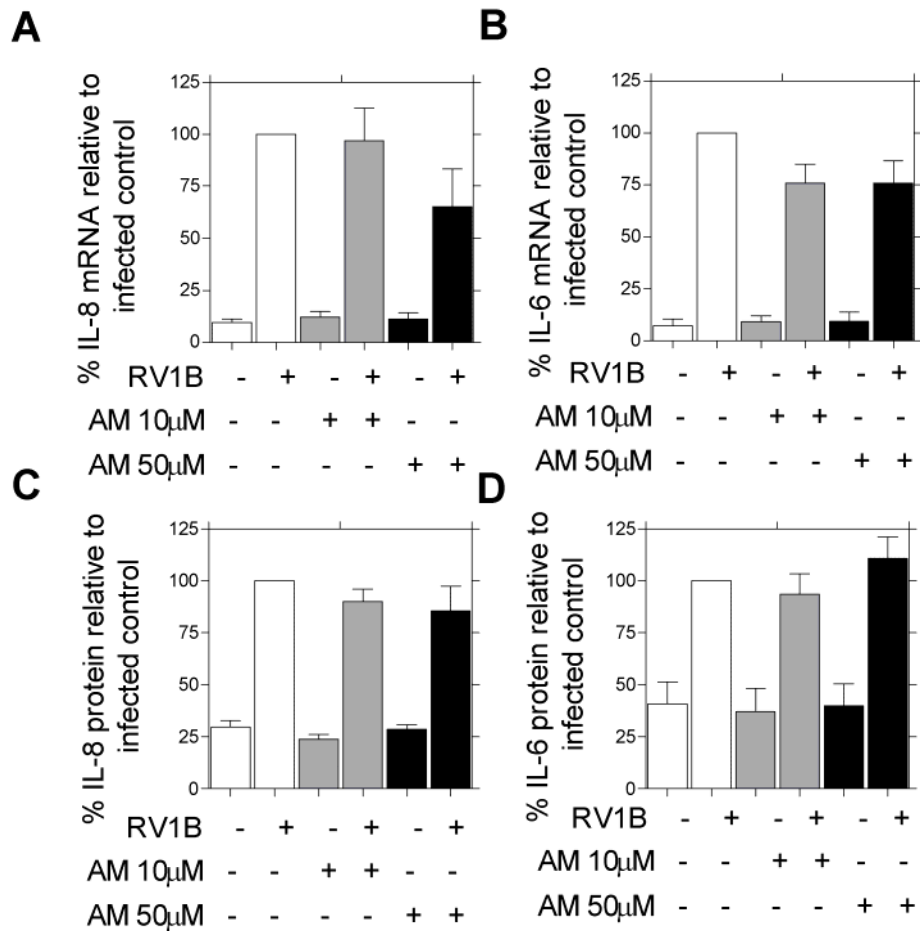 A
% IL-8 mRNA relative to
infected control
125
100
75
50
25
0
RV1B - + - + - +
AM 10μM - - + + - -
AM 50μM - - - - + +
B
% IL-6 mRNA relative to
infected control
125
100
75
50
25
0
RV1B - + - + - +
AM 10μM - - + + - -
AM 50μM - - - - + +
C
% IL-8 protein relative to
infected control
125
100
75
50
25
0
RV1B - + - + - +
AM 10μM - - + + - -
AM 50μM - - - - + +
D
% IL-6 protein relative to
infected control
125
100
75
50
25
0
RV1B - + - + - +
AM 10μM - - + + - -
AM 50μM - - - - + +